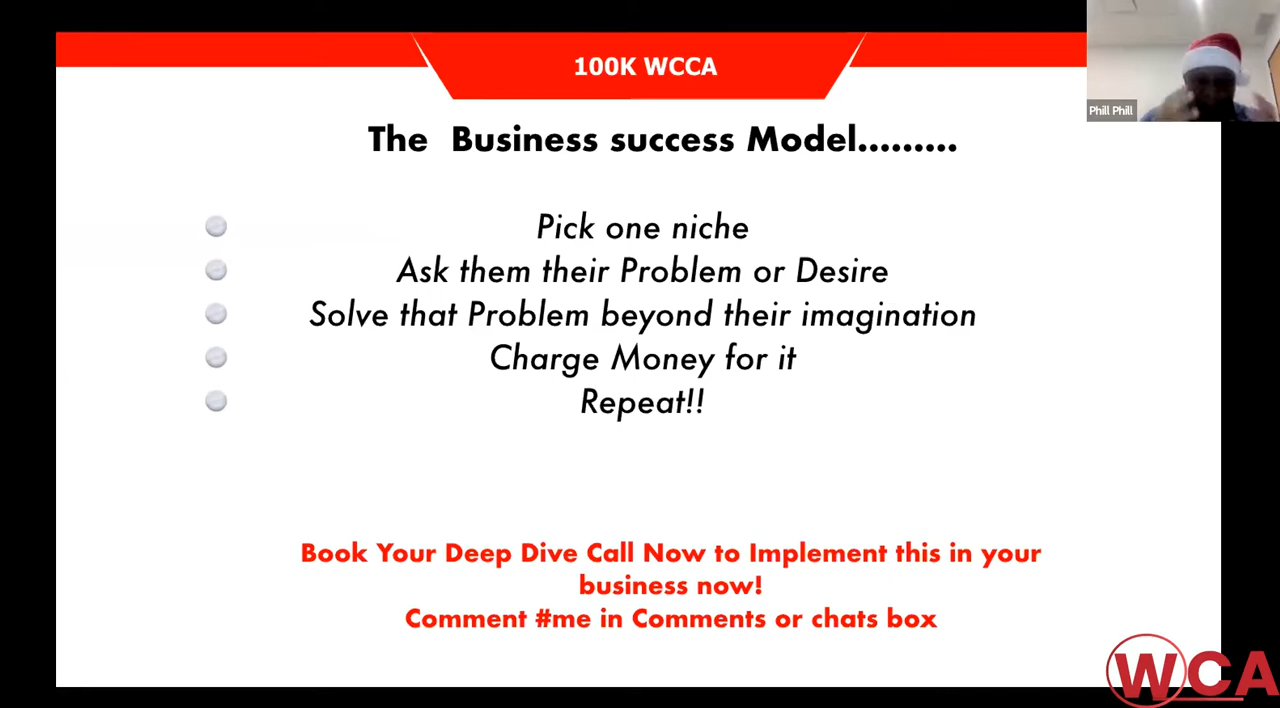 100K WCCA
Phill Phill
The Business success Model.........
Pick one niche
Ask them their Problem or Desire
Solve that Problem beyond their imagination
Charge Money for it
Repeat!!
Book Your Deep Dive Call Now to Implement this in your
business now!
Comment #me in Comments or chats box
WCA